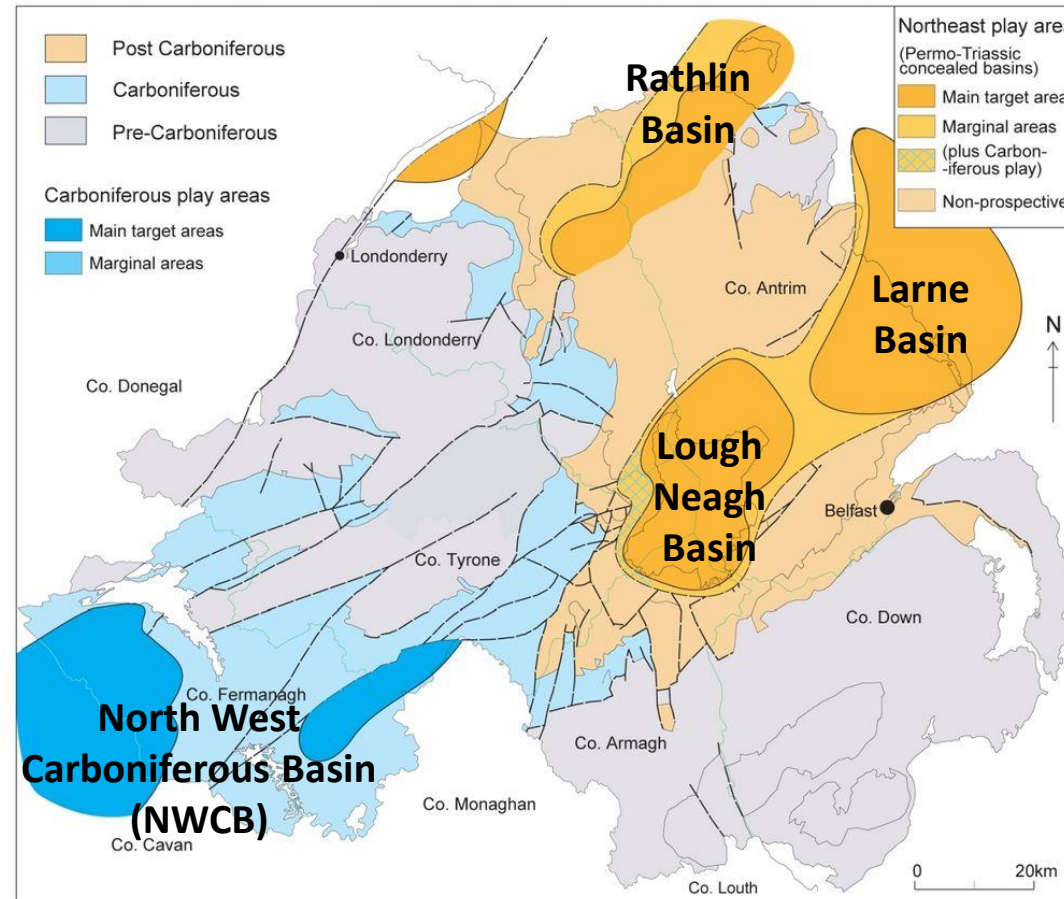 Post Carboniferous
Carboniferous
Pre-Carboniferous
Carboniferous play areas
Main target areas
Marginal areas
Northeast play area
(Permo-Triassic
concealed basins)
Main target area
Marginal areas
(plus Carbon-
-iferous play)
Non-prospective
Rathlin
Basin
Londonderry
Co. Antrim
Larne
Basin
N
Co. Londonderry
Co. Donegal
Lough
Neagh
Basin
Belfast
Co. Tyrone
Co. Down
Co. Fermanagh
North West
Carboniferous Basin
(NWCB)
Co. Armagh
Co. Monaghan
Co. Cavan
Co. Louth
0 20km